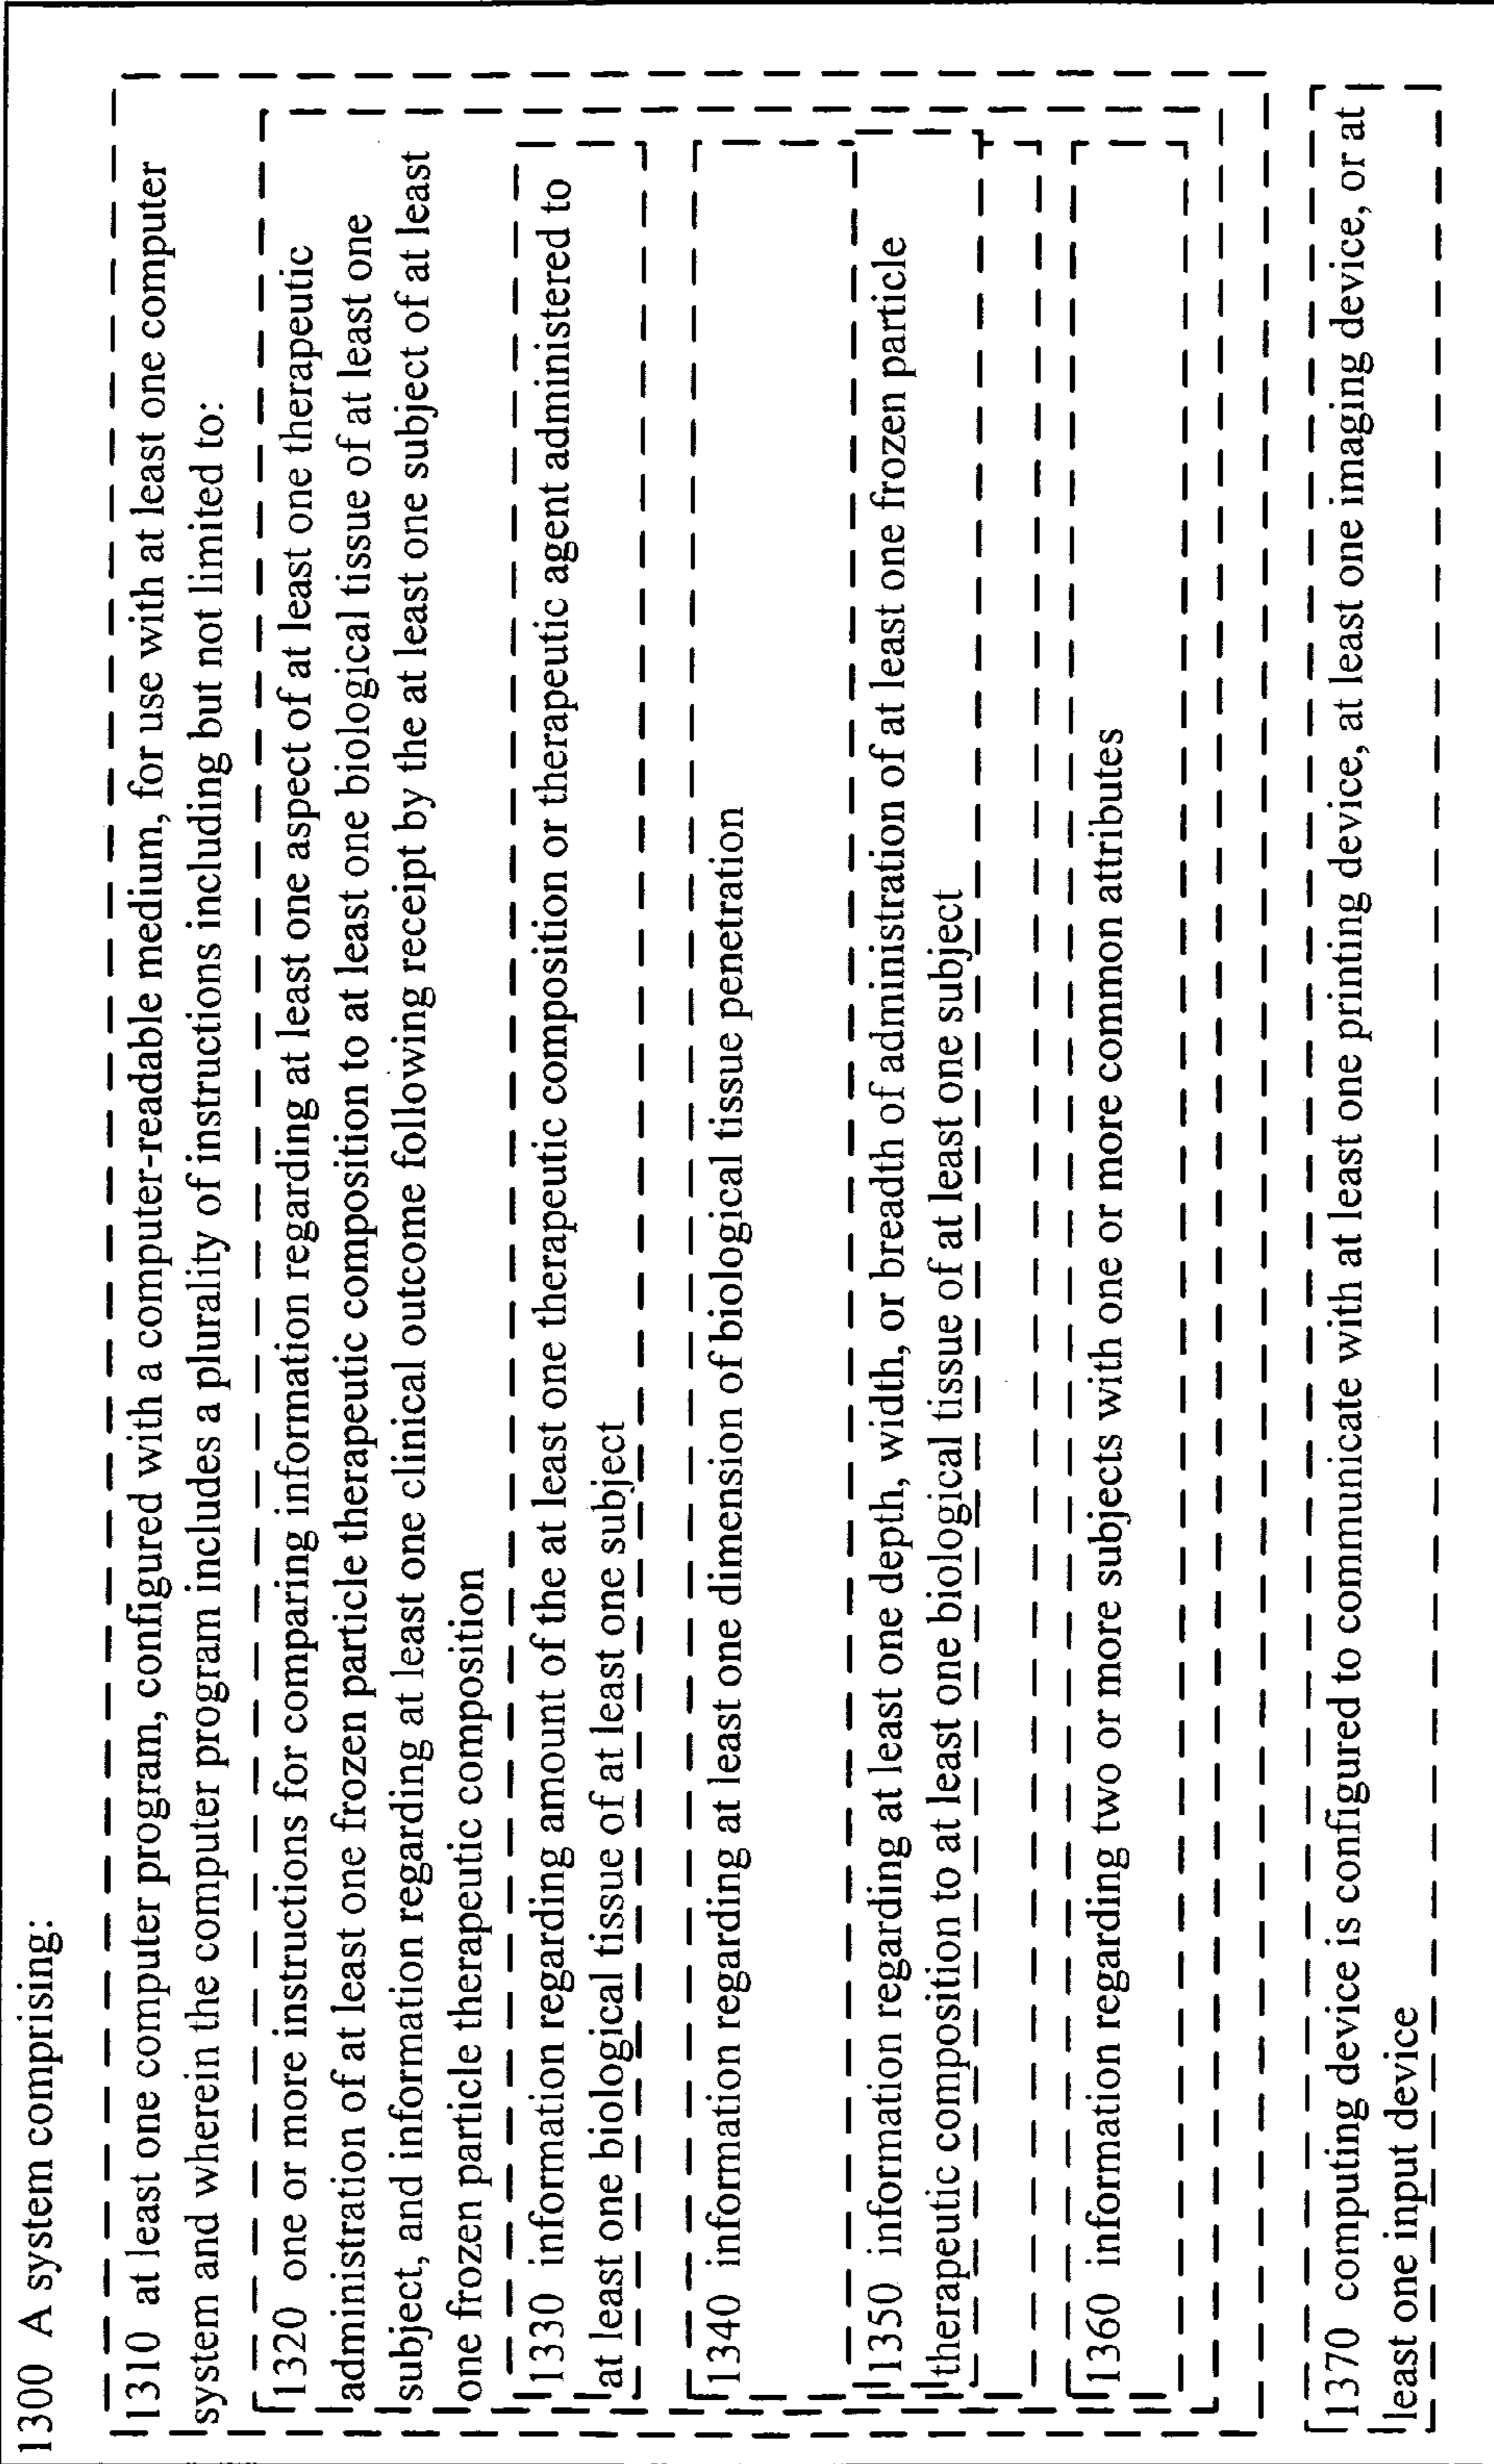 1300 A system comprising:
1310 at least one computer program, configured with a computer-readable medium, for use with at least one computer
system and wherein the computer program includes a plurality of instructions including but not limited to:
1320 one or more instructions for comparing information regarding at least one aspect of at least one therapeutic
administration of at least one frozen particle therapeutic composition to at least one biological tissue of at least one
subject, and information regarding at least one clinical outcome following receipt by the at least one subject of at least
one frozen particle therapeutic composition
1330 information regarding amount of the at least one therapeutic composition or therapeutic agent administered to
at least one biological tissue of at least one subject
1340 information regarding at least one dimension of biological tissue penetration
1350 information regarding at least one depth, width, or breadth of administration of at least one frozen particle
therapeutic composition to at least one biological tissue of at least one subject
1360 information regarding two or more subjects with one or more common attributes
1370 computing device is configured to communicate with at least one printing device, at least one imaging device, or at
least one input device